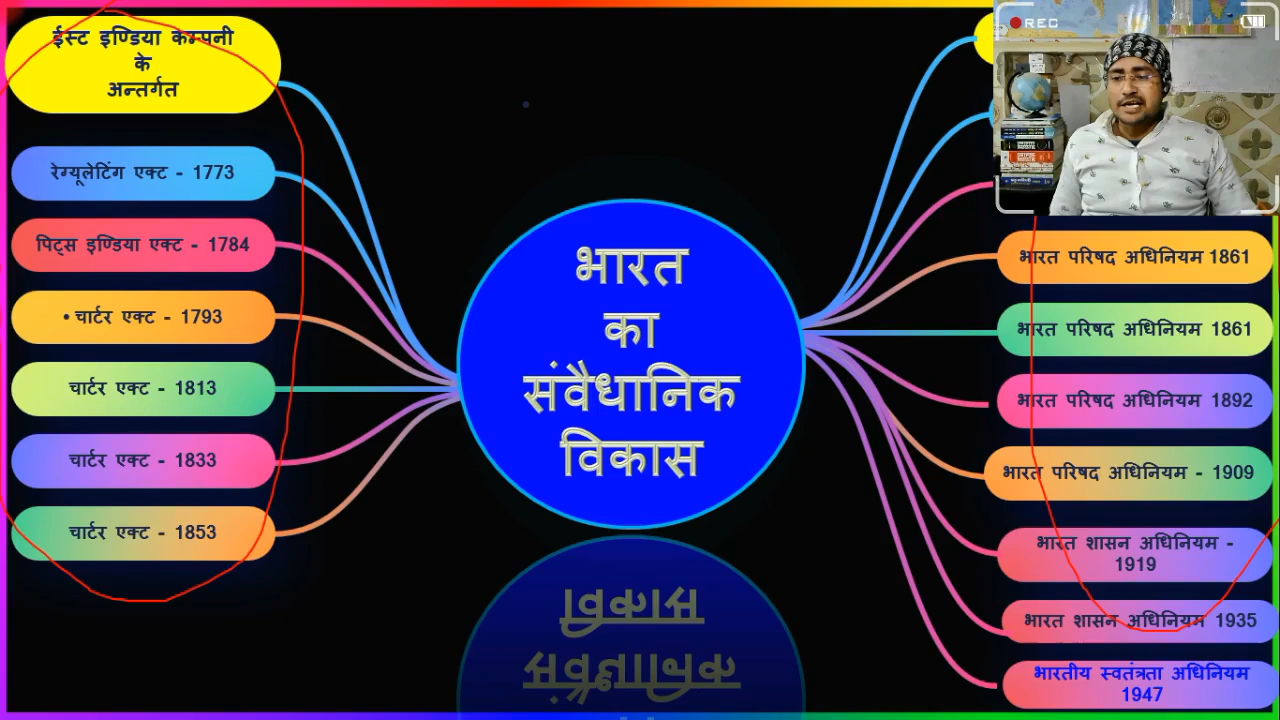 ईस्ट इण्डिया कम्पनी
के
अन्तर्गत
रेग्यूलेटिंग एक्ट - 1773
पिट्स इण्डिया एक्ट - 1784
• चार्टर एक्ट - 1793
चार्टर एक्ट - 1813
चार्टर एक्ट - 1833
चार्टर एक्ट - 1853
भारत
का
संवैधानिक
विकास
REC
भारत परिषद अधिनियम 1861
भारत परिषद अधिनियम 1861
भारत परिषद अधिनियम 1892
भारत परिषद अधिनियम - 1909
भारत शासन अधिनियम -
1919
भारत शासन अधिनियम 1935
भारतीय स्वतंत्रता अधिनियम
1947